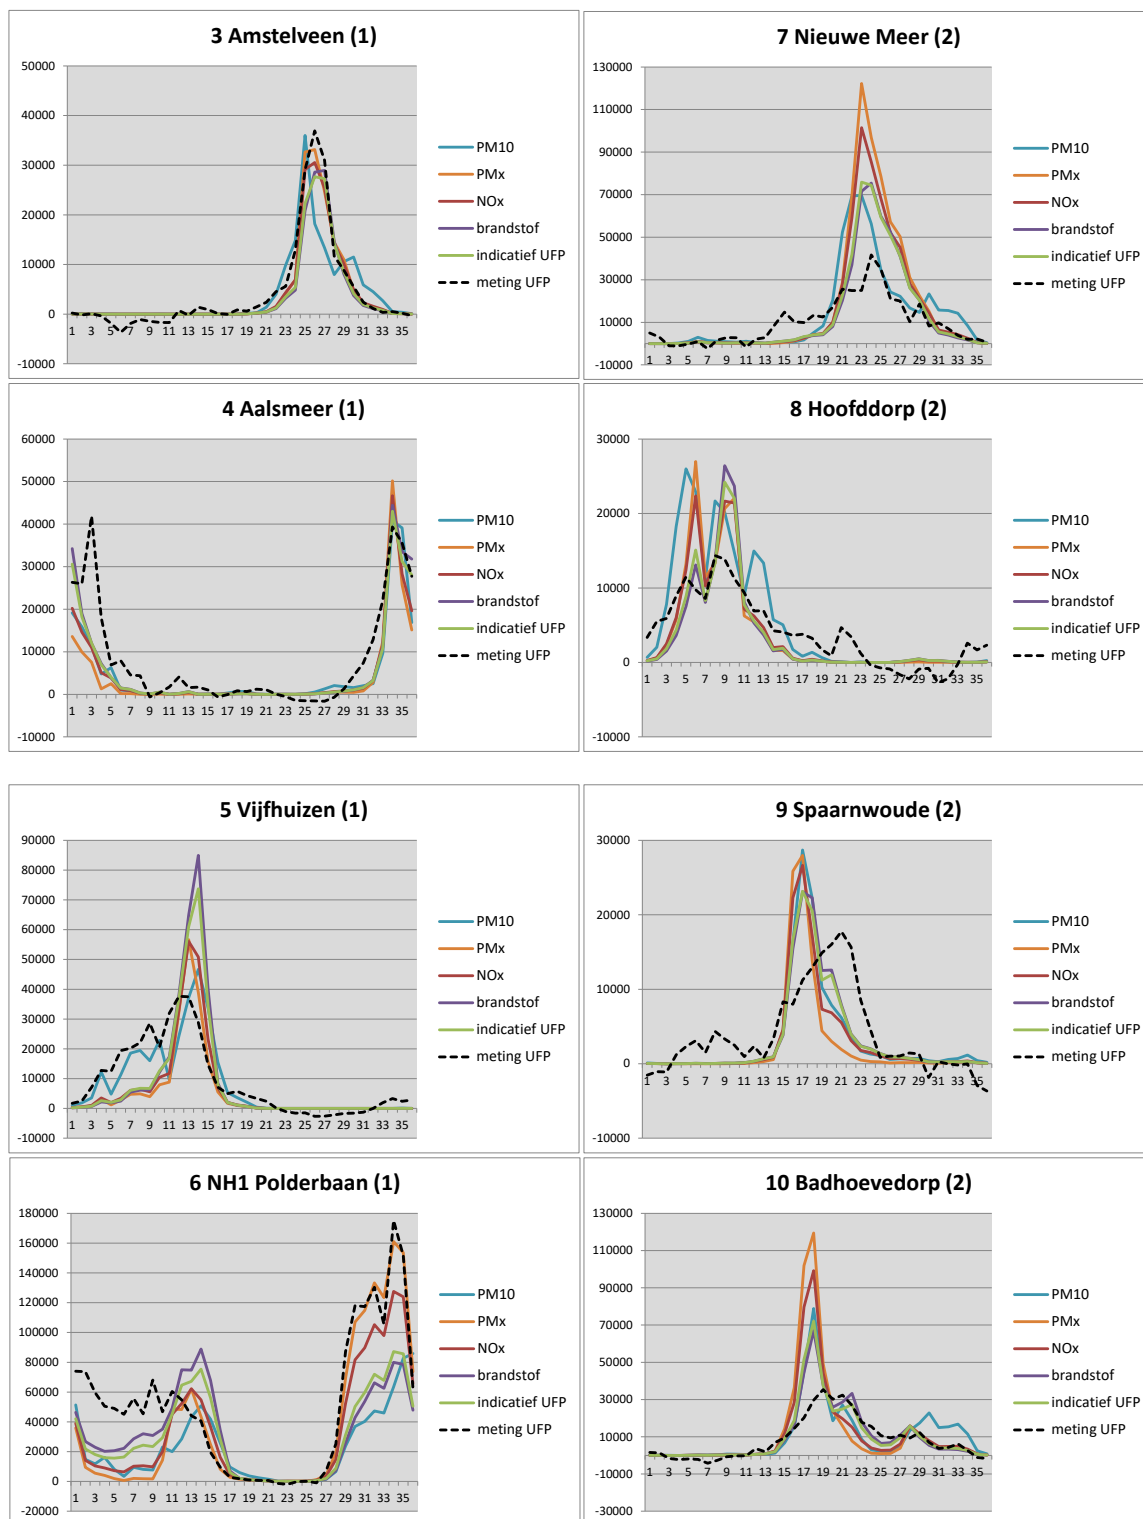 3 Amstelveen (1)
50000
40000
30000
20000
10000
0
-10000
1 3 5 7 9 11 13 15 17 19 21 23 25 27 29 31 33 35
PM10
PMx
NOx
brandstof
indicatief UFP
meting UFP
7 Nieuwe Meer (2)
130000
110000
90000
70000
50000
30000
10000
-10000
1 3 5 7 9 11 13 15 17 19 21 23 25 27 29 31 33 35
PM10
PMx
NOx
brandstof
indicatief UFP
meting UFP
4 Aalsmeer (1)
60000
50000
40000
30000
20000
10000
0
-10000
1 3 5 7 9 11 13 15 17 19 21 23 25 27 29 31 33 35
PM10
PMx
NOx
brandstof
indicatief UFP
meting UFP
8 Hoofddorp (2)
30000
20000
10000
0
-10000
1 3 5 7 9 11 13 15 17 19 21 23 25 27 29 31 33 35
PM10
PMx
NOx
brandstof
indicatief UFP
meting UFP
5 Vijfhuizen (1)
90000
80000
70000
60000
50000
40000
30000
20000
10000
0
-10000
1 3 5 7 9 11 13 15 17 19 21 23 25 27 29 31 33 35
PM10
PMx
NOx
brandstof
indicatief UFP
meting UFP
9 Spaarnwoude (2)
30000
20000
10000
0
-10000
1 3 5 7 9 11 13 15 17 19 21 23 25 27 29 31 33 35
PM10
PMx
NOx
brandstof
indicatief UFP
meting UFP
6 NH1 Polderbaan (1)
180000
160000
140000
120000
100000
80000
60000
40000
20000
0
-20000
1 3 5 7 9 11 13 15 17 19 21 23 25 27 29 31 33 35
PM10
PMx
NOx
brandstof
indicatief UFP
meting UFP
10 Badhoevedorp (2)
130000
110000
90000
70000
50000
30000
10000
-10000
-30000
1 3 5 7 9 11 13 15 17 19 21 23 25 27 29 31 33 35
PM10
PMx
NOx
brandstof
indicatief UFP
meting UFP